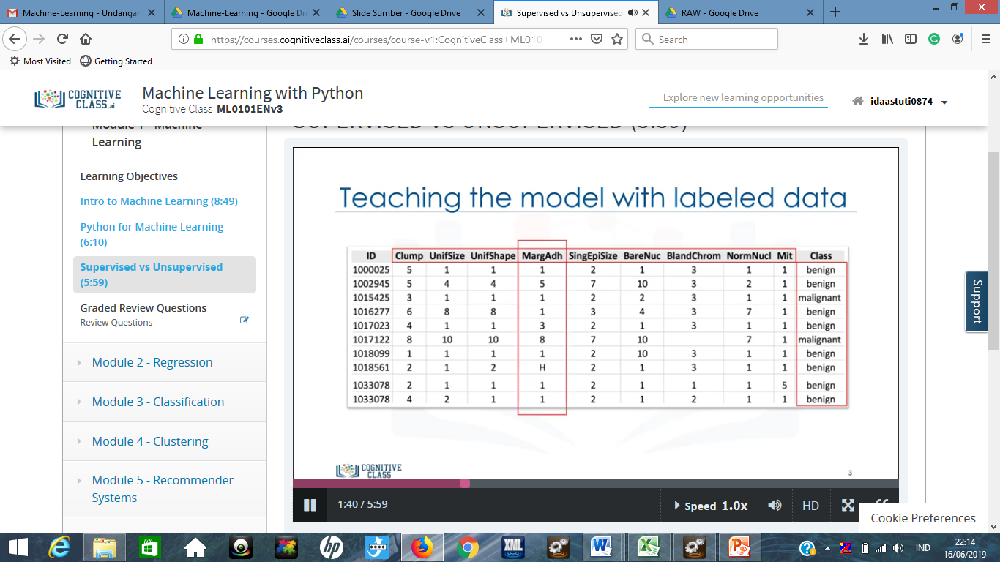 Machine-Learning - Undangan
Machine-Learning - Google Dri
Slide Sumber - Google Drive
Supervised vs Unsupervised
RAW - Google Drive
https://courses.cognitiveclass.ai/courses/course-v1:CognitiveClass+ML010
Search
Most Visited
Getting Started
COGNITIVE
CLASS.ai
Machine Learning with Python
Cognitive Class ML0101ENv3
Explore new learning opportunities
idaastuti0874
Module 1 - Machine
Learning
Learning Objectives
Intro to Machine Learning (8:49)
Python for Machine Learning
(6:10)
Supervised vs Unsupervised
(5:59)
Graded Review Questions
Review Questions
Module 2 - Regression
Module 3 - Classification
Module 4 - Clustering
Module 5 - Recommender
Systems
SUPERVISED VS UNSUPERVISED (5:59)
Teaching the model with labeled data
ID Clump UnifSize UnifShape MargAdh SingEpiSize BareNuc BlandChrom NormNucl Mit Class
1000025 5 1 1 1 2 1 3 1 1 benign
1002945 5 4 4 5 7 10 3 2 1 benign
1015425 3 1 1 1 2 2 3 1 1 malignant
1016277 6 8 8 1 3 4 3 7 1 benign
1017023 4 1 1 3 2 1 3 1 1 benign
1017122 8 10 10 8 7 10 7 1 malignant
1018099 1 1 1 1 2 10 3 1 1 benign
1018561 2 1 2 H 2 1 3 1 1 benign
1033078 2 1 1 1 2 1 1 1 5 benign
1033078 4 2 1 1 2 1 2 1 1 benign
COGNITIVE
CLASS
3
1:40 / 5:59
Speed 1.0x
HD
Support
Cookie Preferences
hp
XML
IND
22:14
16/06/2019